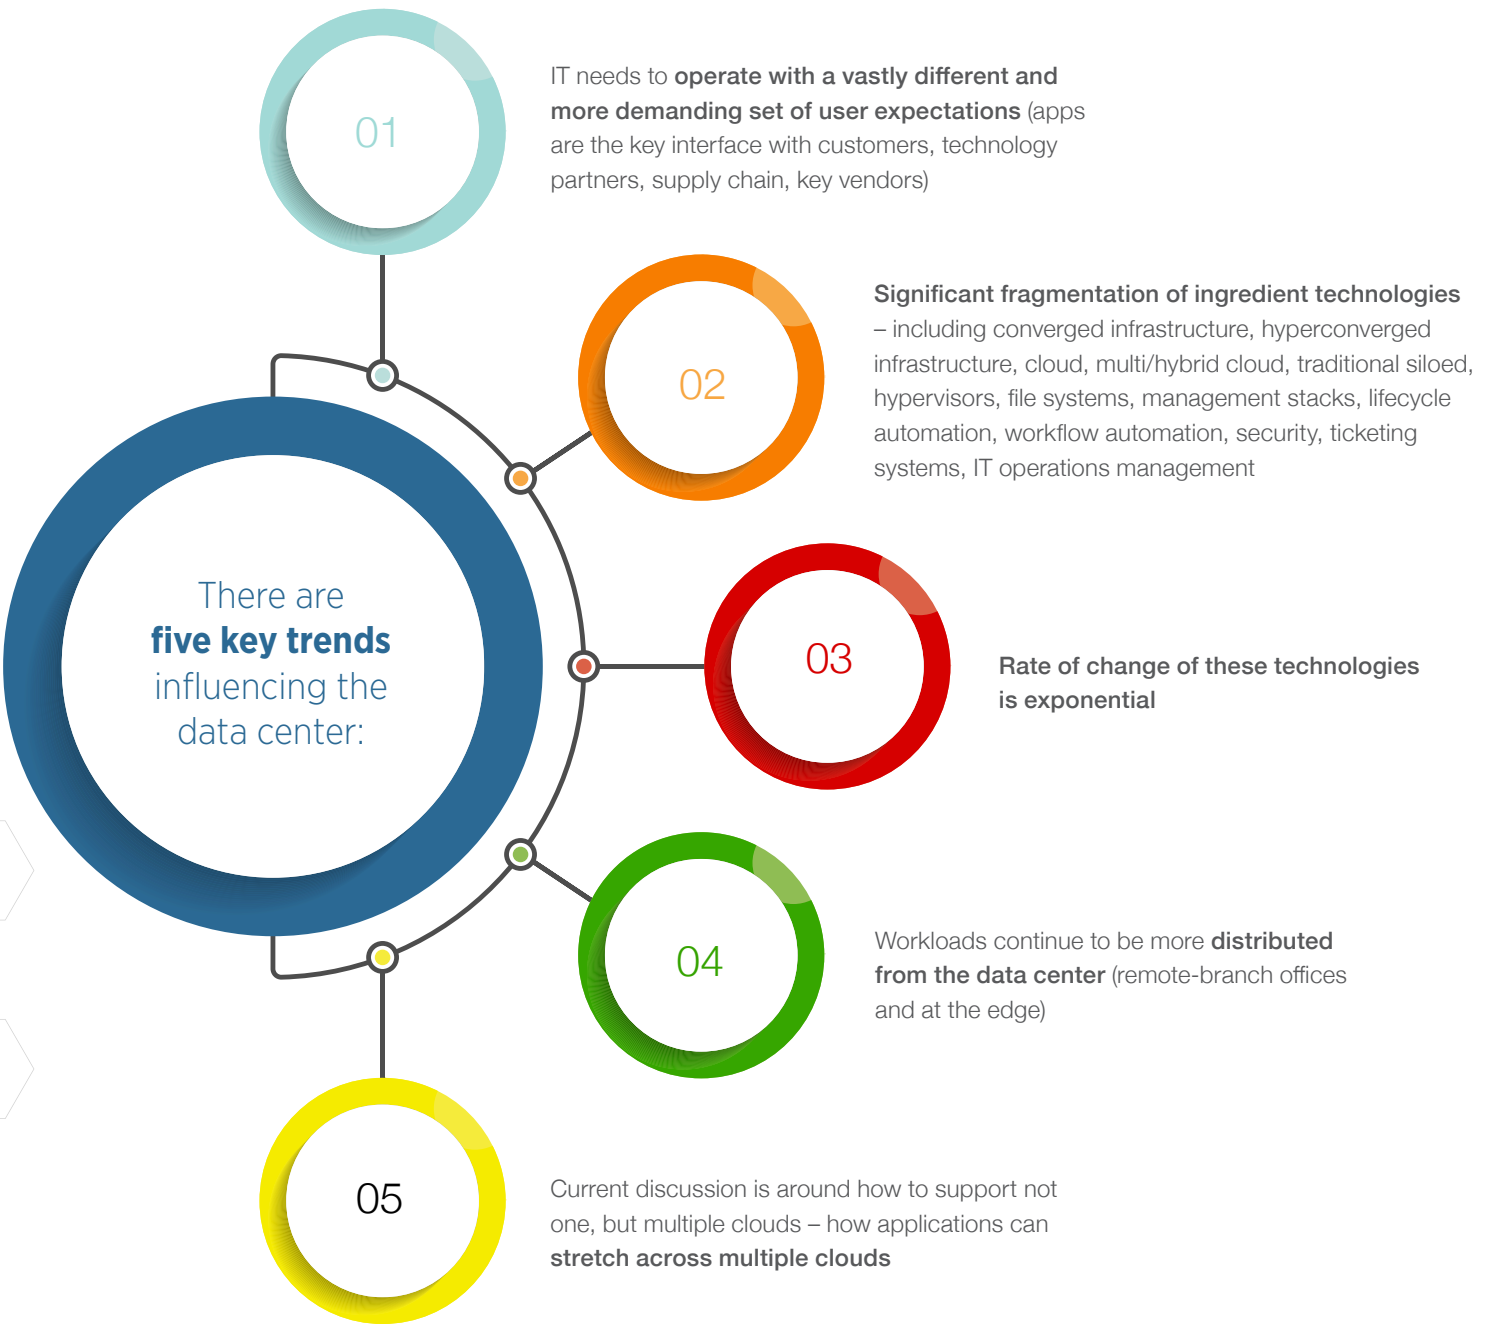 There are
five key trends
influencing the
data center:
01
IT needs to operate with a vastly different and
more demanding set of user expectations (apps
are the key interface with customers, technology
partners, supply chain, key vendors)
02
Significant fragmentation of ingredient technologies
– including converged infrastructure, hyperconverged
infrastructure, cloud, multi/hybrid cloud, traditional siloed,
hypervisors, file systems, management stacks, lifecycle
automation, workflow automation, security, ticketing
systems, IT operations management
03
Rate of change of these technologies
is exponential
04
Workloads continue to be more distributed
from the data center (remote-branch offices
and at the edge)
05
Current discussion is around how to support not
one, but multiple clouds – how applications can
stretch across multiple clouds